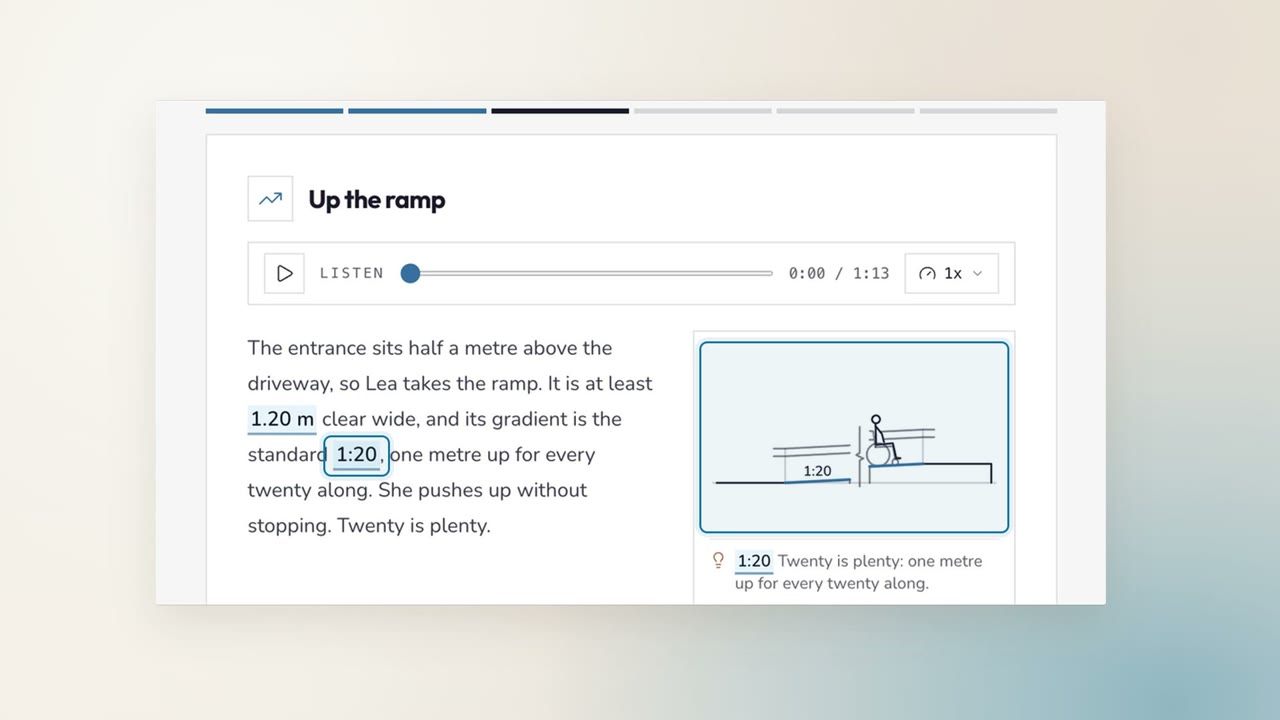 Up the ramp
LISTEN
0:00 / 1:13
1x
The entrance sits half a metre above the
driveway, so Lea takes the ramp. It is at least
1.20 m clear wide, and its gradient is the
standard 1:20, one metre up for every
twenty along. She pushes up without
stopping. Twenty is plenty.
1:20
1:20 Twenty is plenty: one metre
up for every twenty along.